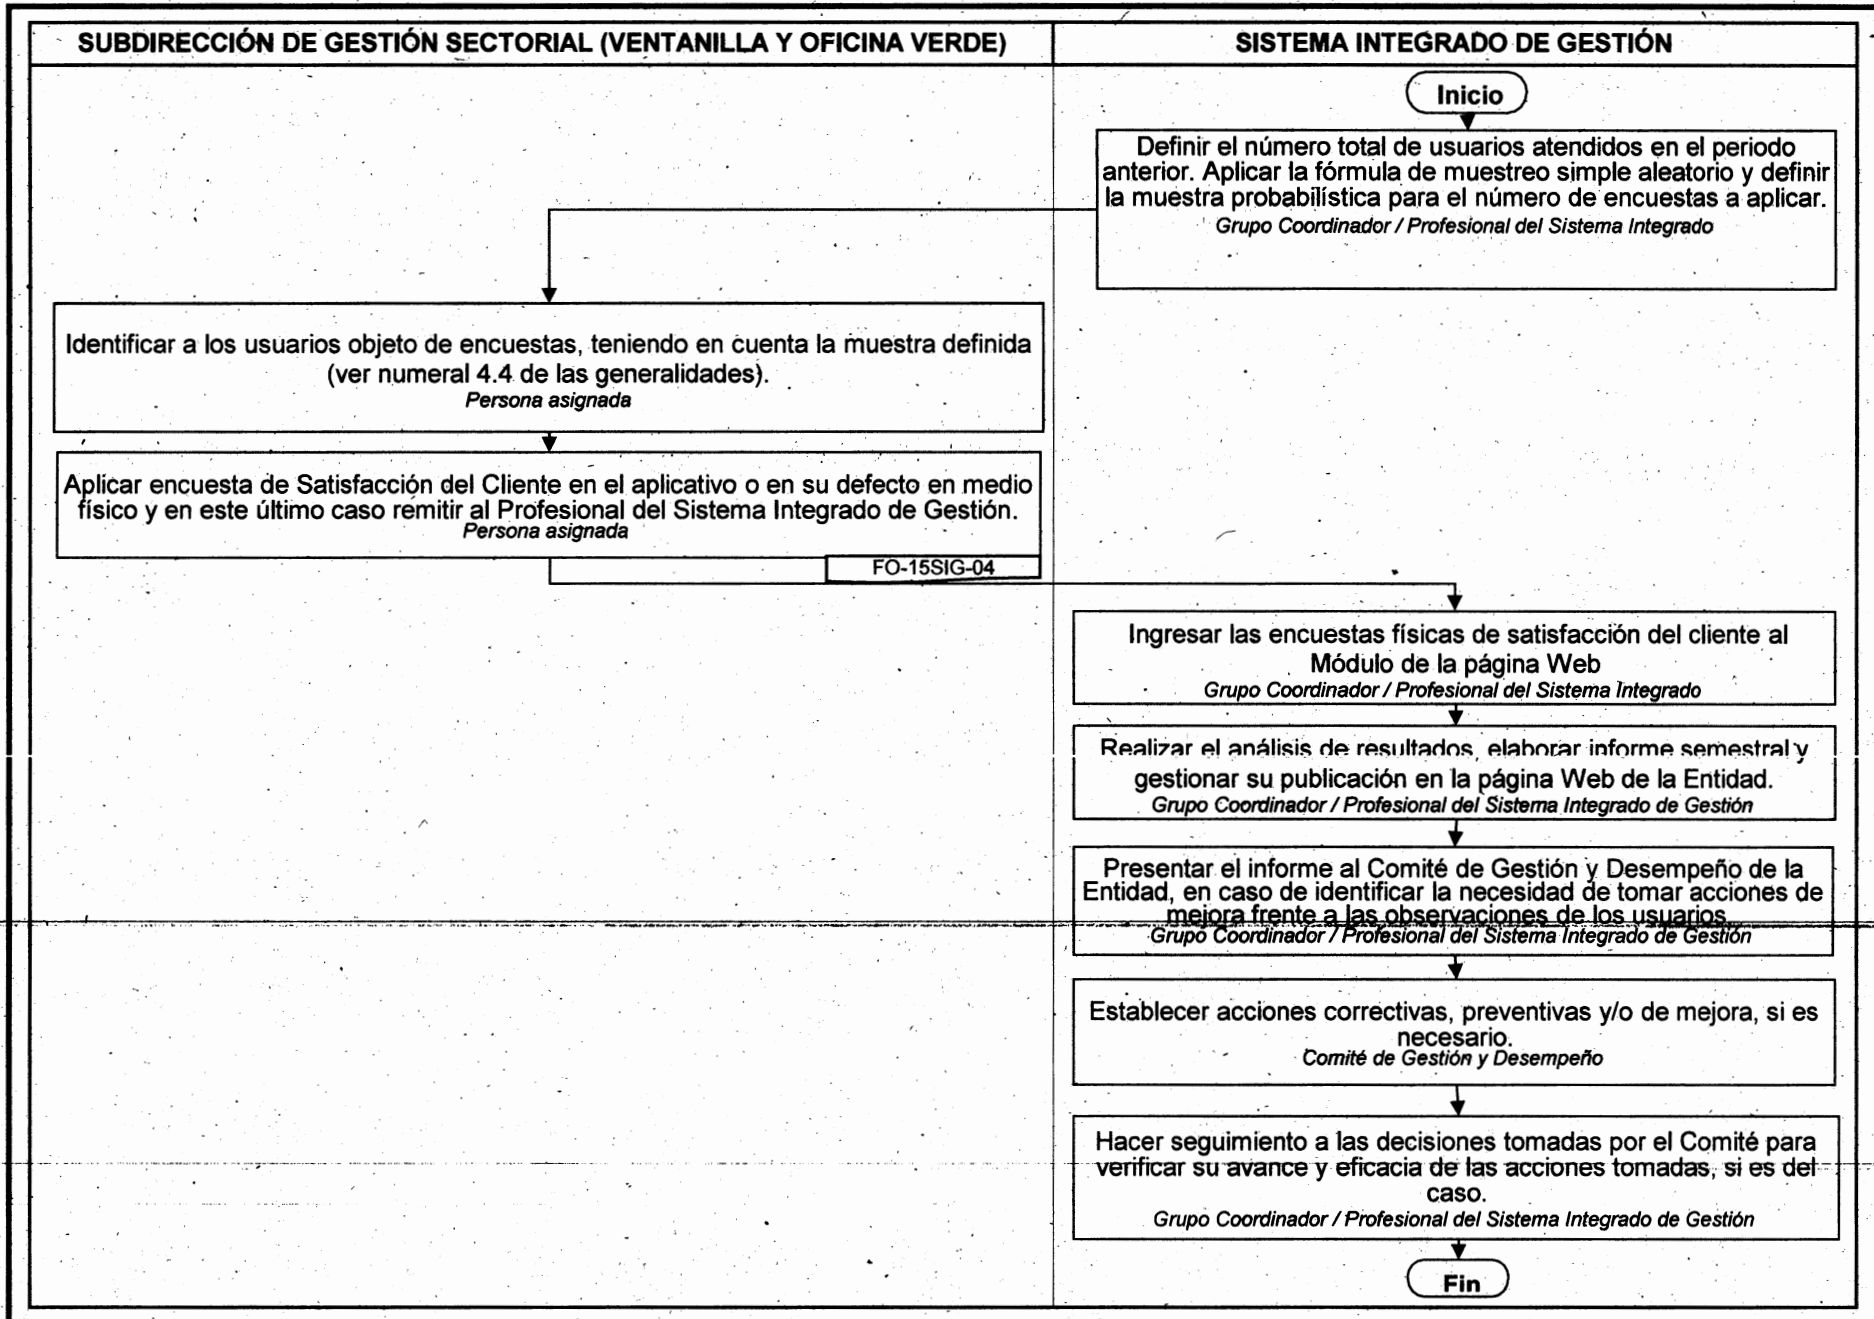 SUBDIRECCIÓN DE GESTIÓN SECTORIAL (VENTANILLA Y OFICINA VERDE)
SISTEMA INTEGRADO DE GESTIÓN
Inicio
Definir el número total de usuarios atendidos en el periodo
anterior. Aplicar la fórmula de muestreo simple aleatorio y definir
la muestra probabilística para el número de encuestas a aplicar.
Grupo Coordinador / Profesional del Sistema Integrado
Identificar a los usuarios objeto de encuestas, teniendo en cuenta la muestra definida
(ver numeral 4.4 de las generalidades).
Persona asignada
Aplicar encuesta de Satisfacción del Cliente en el aplicativo o en su defecto en medio
físico y en este último caso remitir al Profesional del Sistema Integrado de Gestión.
Persona asignada
FO-15SIG-04
Ingresar las encuestas físicas de satisfacción del cliente al
Módulo de la página Web
Grupo Coordinador / Profesional del Sistema Integrado
Realizar el análisis de resultados, elaborar informe semestral y
gestionar su publicación en la página Web de la Entidad.
Grupo Coordinador / Profesional del Sistema Integrado de Gestión
Presentar el informe al Comité de Gestión y Desempeño de la
Entidad, en caso de identificar la necesidad de tomar acciones de
mejora frente a las observaciones de los usuarios
Grupo Coordinador / Profesional del Sistema Integrado de Gestión
Establecer acciones correctivas, preventivas y/o de mejora, si es
necesario.
Comité de Gestión y Desempeño
Hacer seguimiento a las decisiones tomadas por el Comité para
verificar su avance y eficacia de las acciones tomadas, si es del
caso.
Grupo Coordinador / Profesional del Sistema Integrado de Gestión
Fin